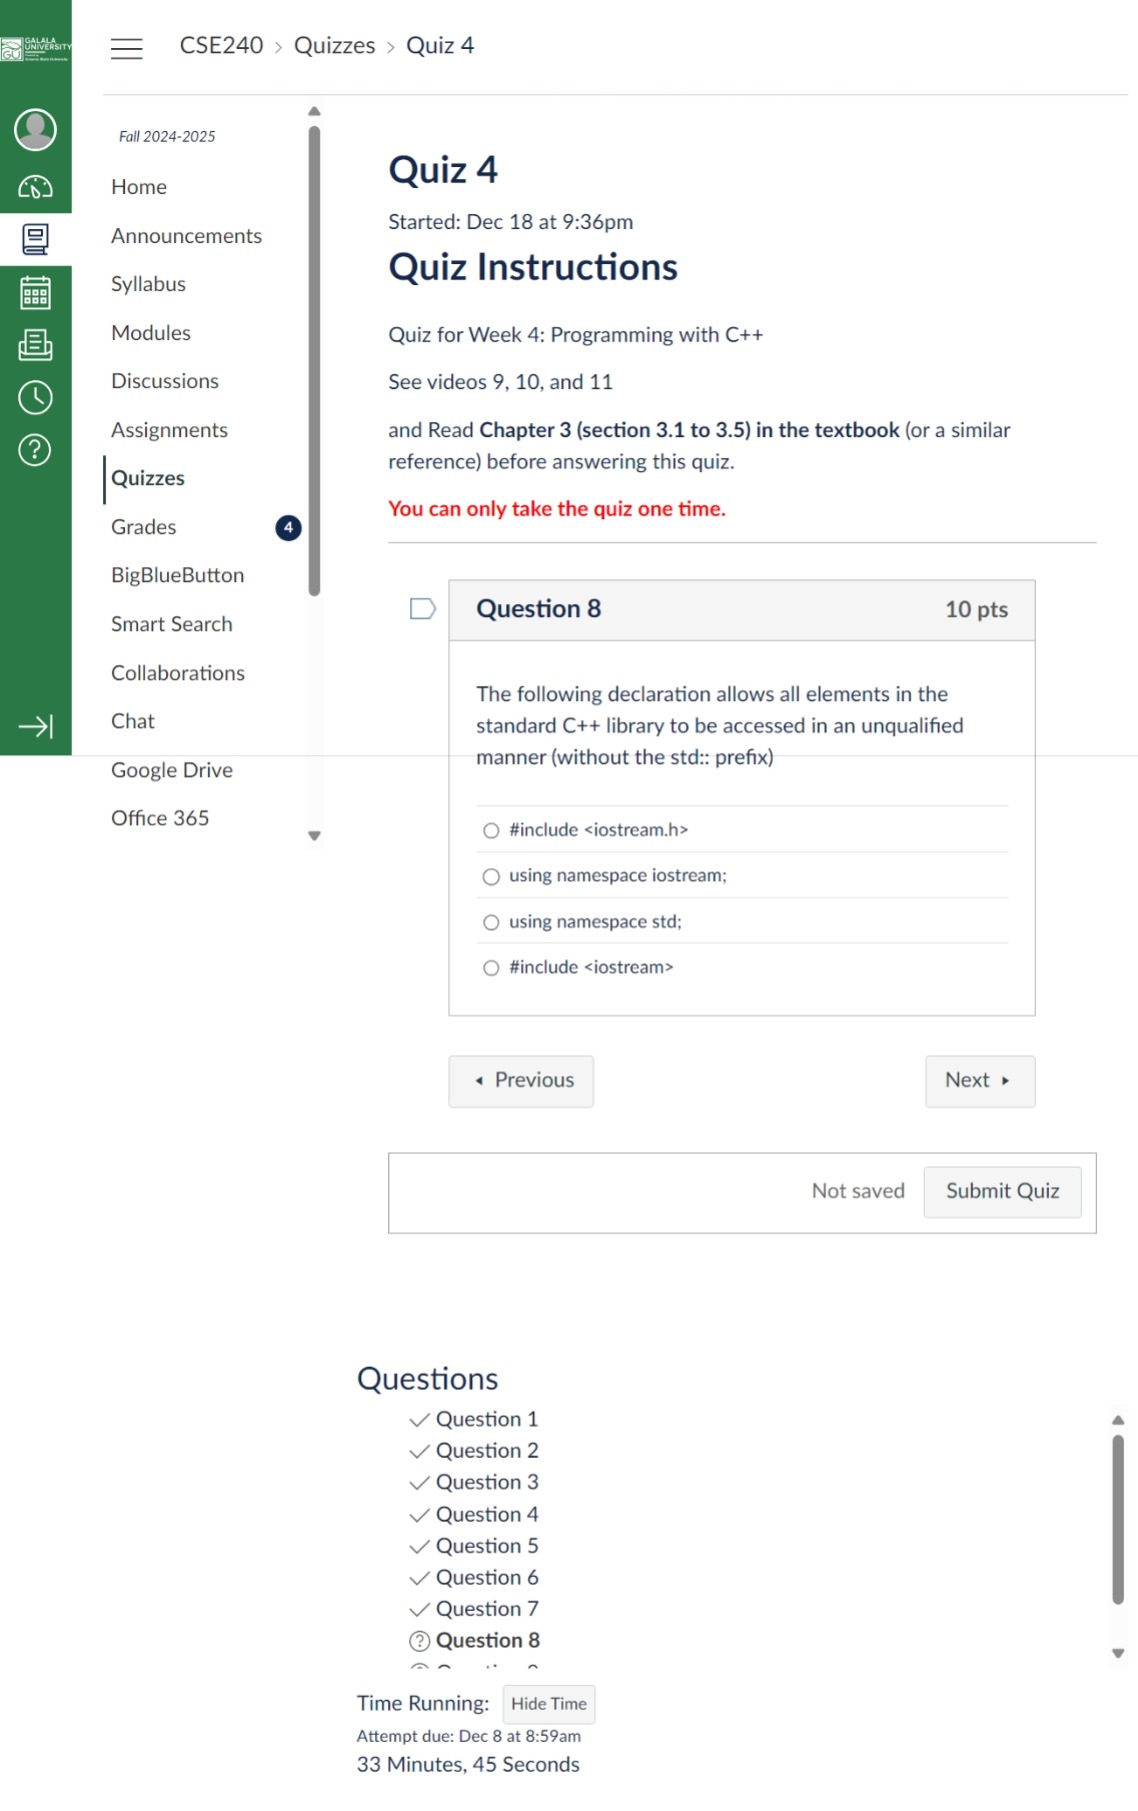 GALALA
UNIVERSITY
GU
CSE240 › Quizzes › Quiz 4
Fall 2024-2025
Home
Announcements
Syllabus
Modules
Discussions
Assignments
Quizzes
Grades
4
BigBlueButton
Smart Search
Collaborations
Chat
Google Drive
Office 365
Quiz 4
Started: Dec 18 at 9:36pm
Quiz Instructions
Quiz for Week 4: Programming with C++
See videos 9, 10, and 11
and Read Chapter 3 (section 3.1 to 3.5) in the textbook (or a similar
reference) before answering this quiz.
You can only take the quiz one time.
Question 8
10 pts
The following declaration allows all elements in the
standard C++ library to be accessed in an unqualified
manner (without the std:: prefix)
#include <iostream.h>
using namespace iostream;
using namespace std;
#include <iostream>
◂ Previous
Next ▸
Not saved
Submit Quiz
Questions
Question 1
Question 2
Question 3
Question 4
Question 5
Question 6
Question 7
Question 8
Time Running:
Hide Time
Attempt due: Dec 8 at 8:59am
33 Minutes, 45 Seconds